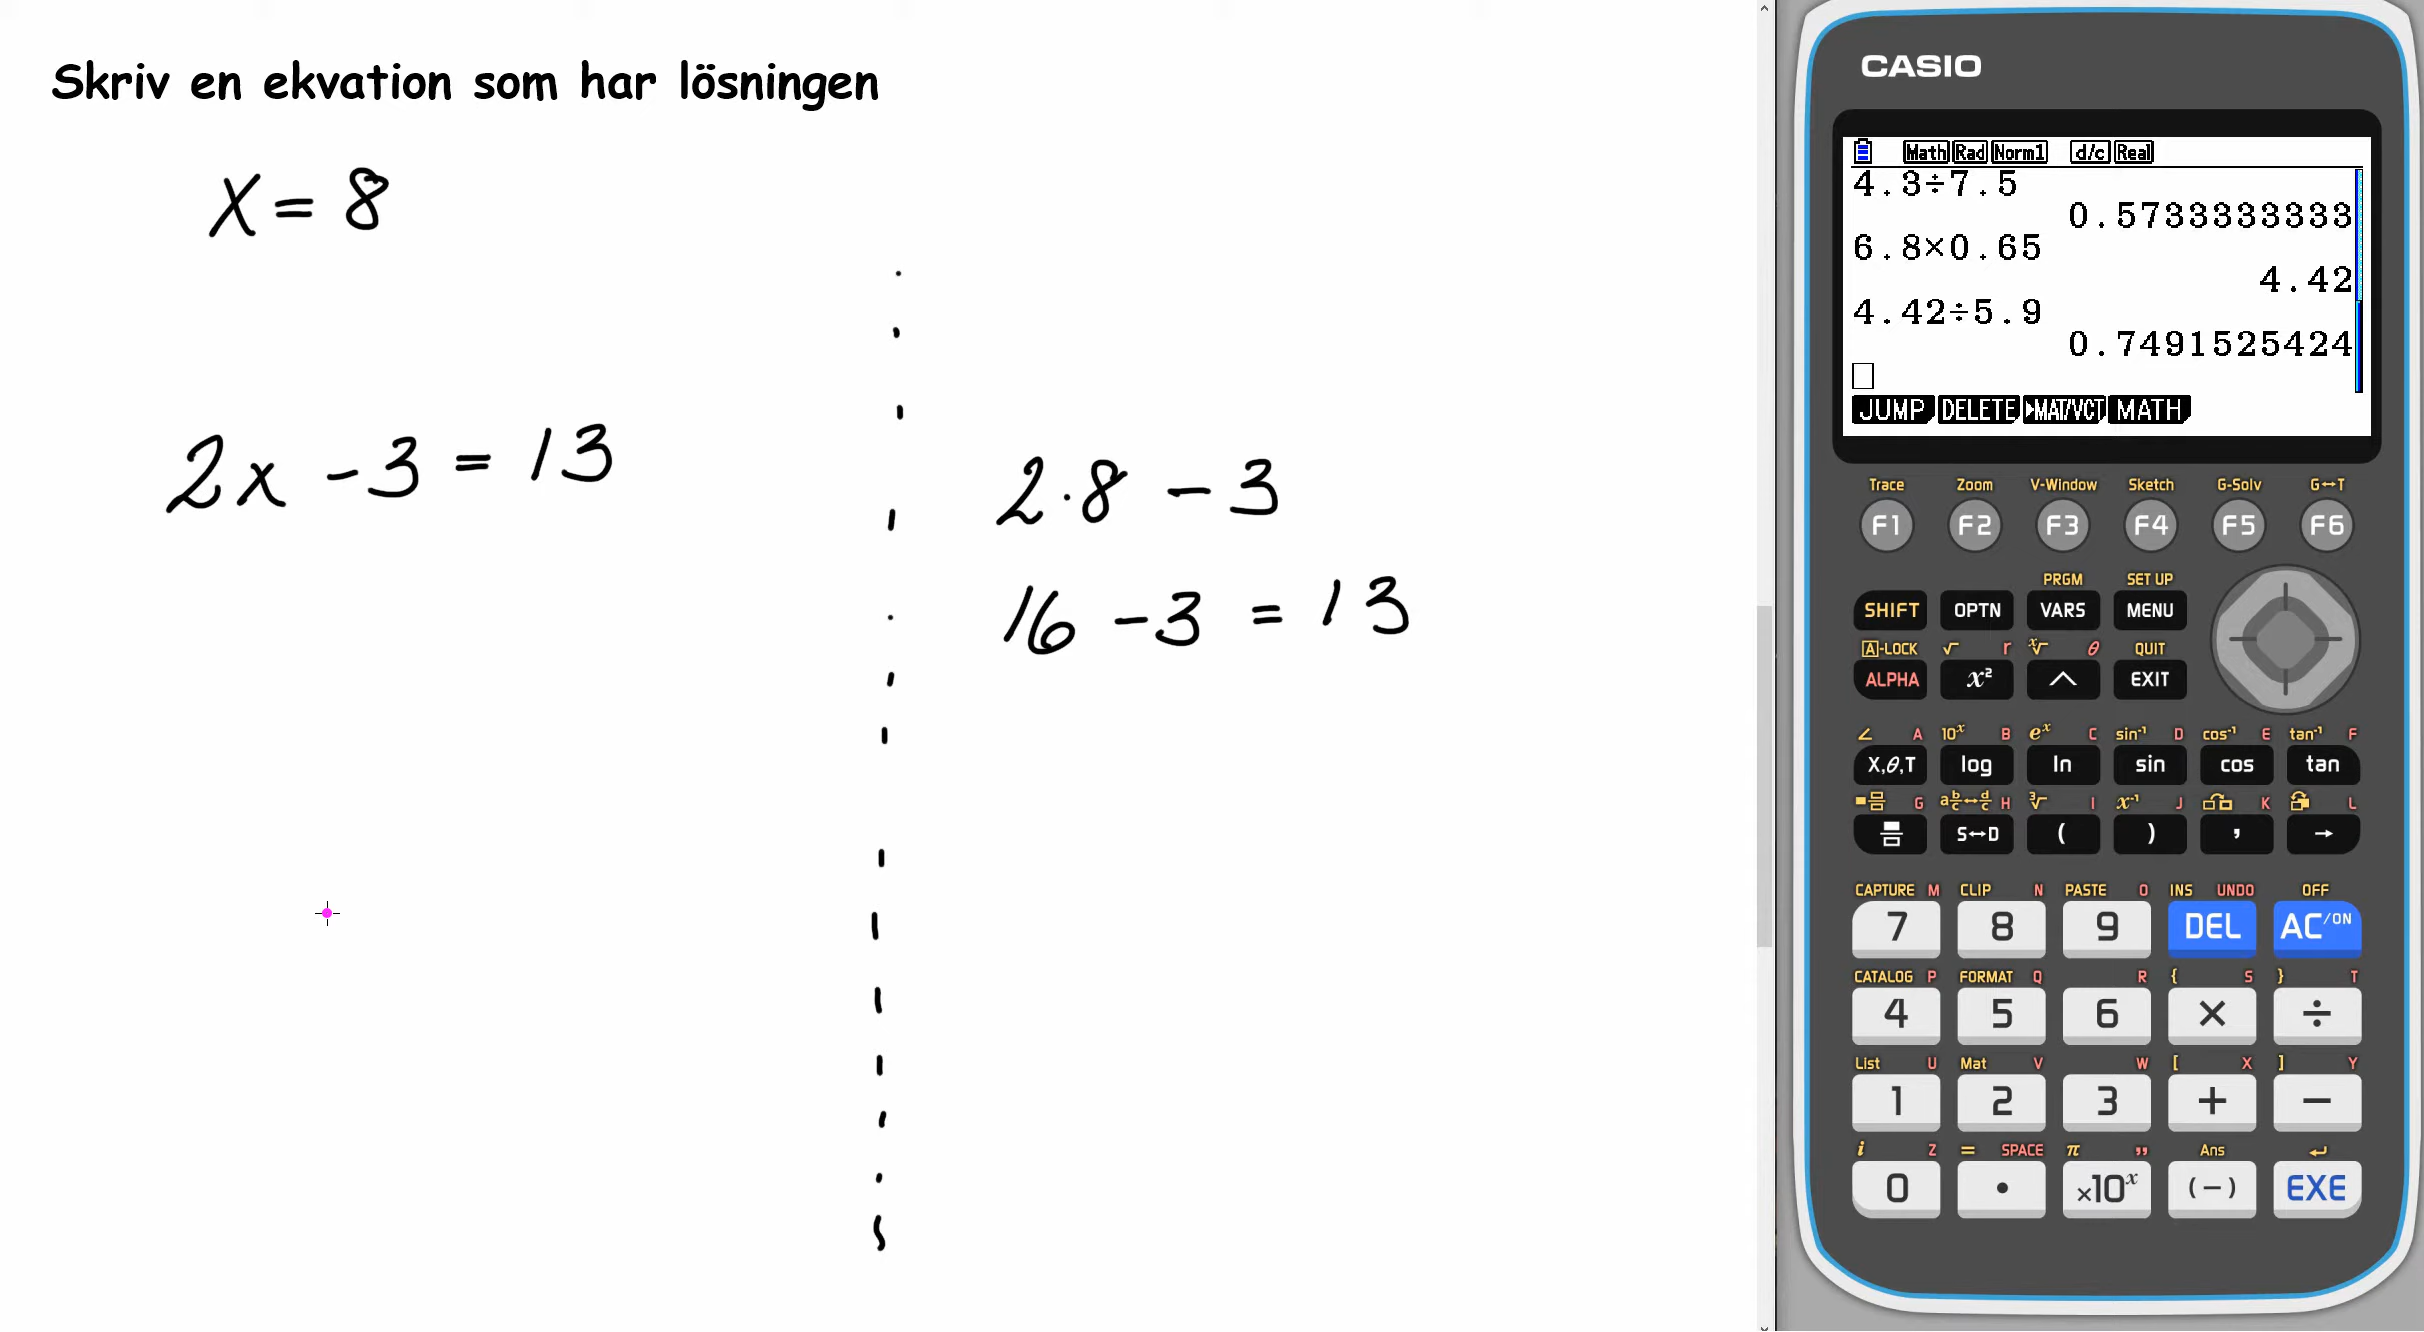 Skriv en ekvation som har lösningen
X = 8
2x - 3 = 13
2·8 - 3
16 - 3 = 13
CASIO
Math Rad Norm1 d/c Real
4.3÷7.5
0.5733333333
6.8×0.65
4.42
4.42÷5.9
0.7491525424
JUMP DELETE ▶MAT/VCT MATH
Trace Zoom V-Window Sketch G-Solv G↔T
F1 F2 F3 F4 F5 F6
PRGM SET UP
SHIFT OPTN VARS MENU
A-LOCK √ r ˣ√ θ QUIT
ALPHA x² ^ EXIT
∠ A 10ˣ B eˣ C sin⁻¹ D cos⁻¹ E tan⁻¹ F
X,θ,T log ln sin cos tan
G a b/c↔d/c H ³√ I x⁻¹ J K L
S↔D ( ) , →
CAPTURE M CLIP N PASTE O INS UNDO OFF
7 8 9 DEL AC/ON
CATALOG P FORMAT Q R { S } T
4 5 6 × ÷
List U Mat V W [ X ] Y
1 2 3 + −
i Z = SPACE π " Ans ↵
0 • ×10ˣ (−) EXE